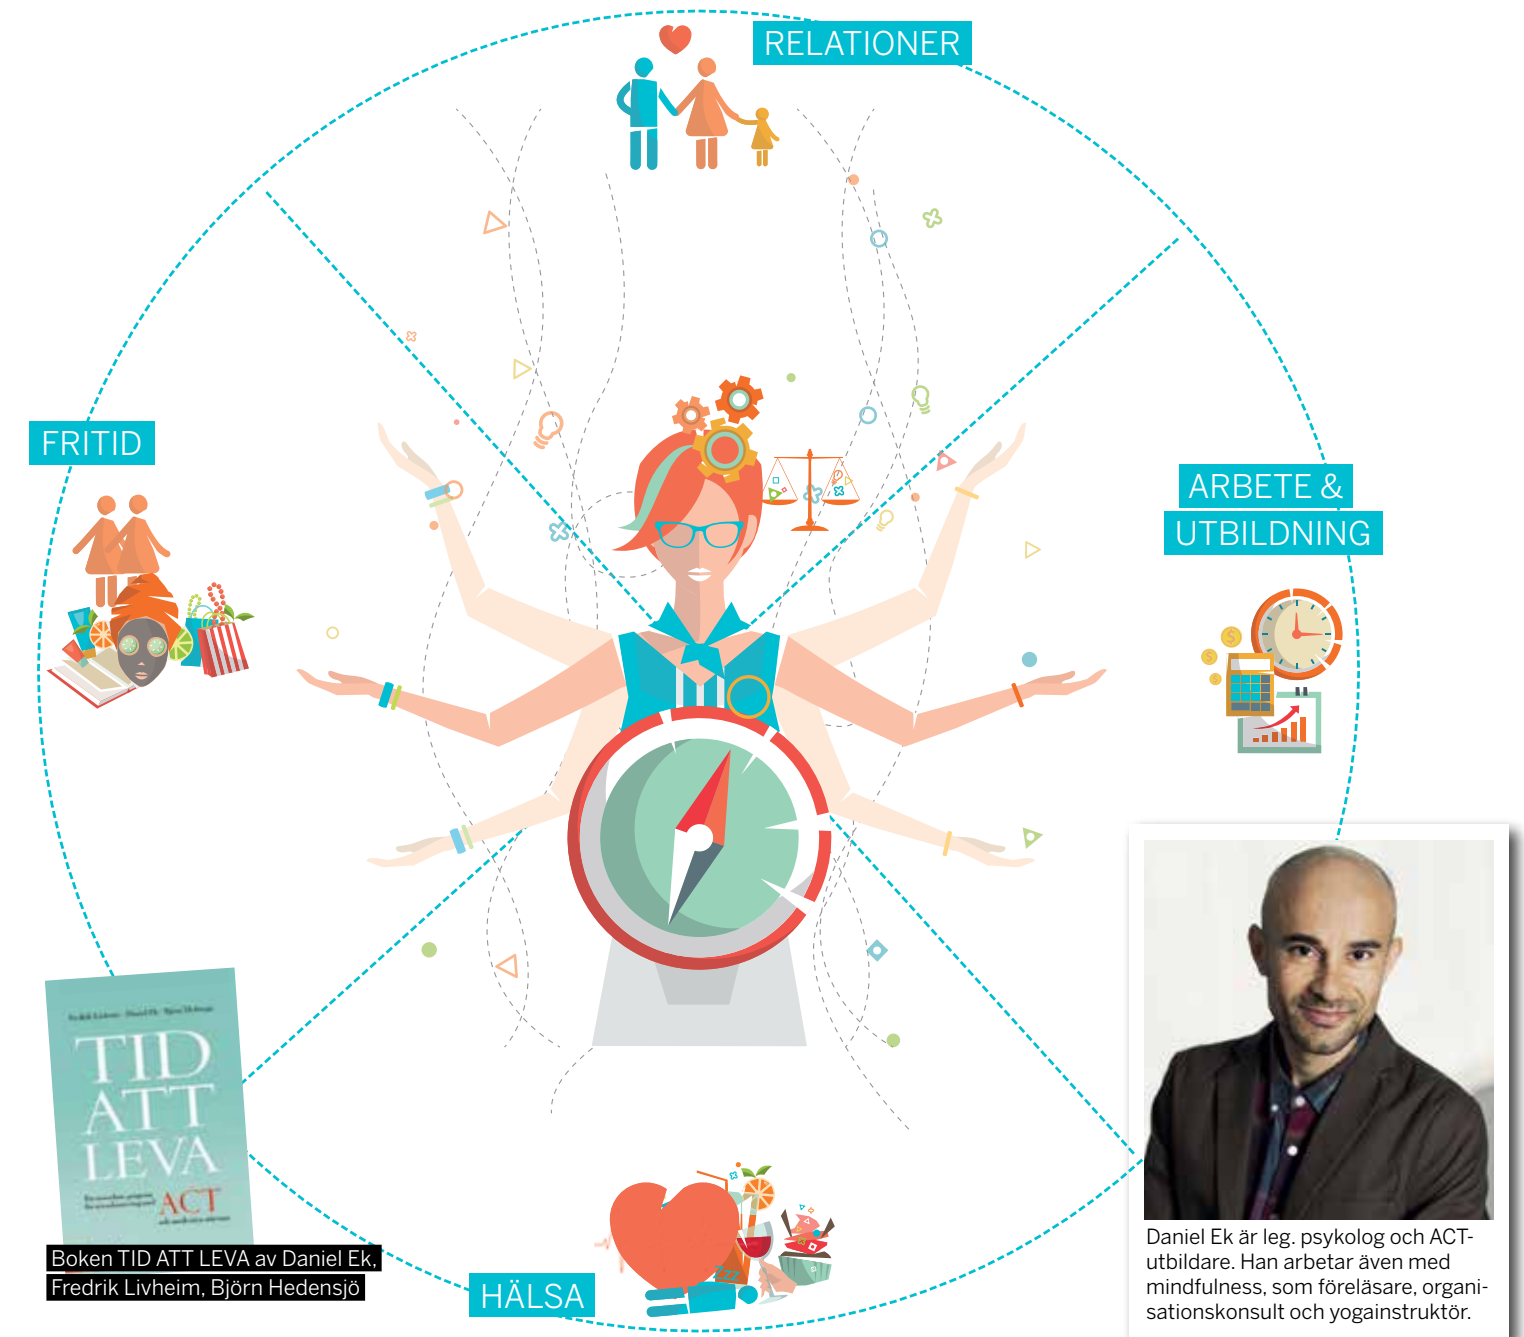 RELATIONER
FRITID
ARBETE &
UTBILDNING
TID
ATT
LEVA
ACT
Boken TID ATT LEVA av Daniel Ek,
Fredrik Livheim, Björn Hedensjö
HÄLSA
Zzz
Daniel Ek är leg. psykolog och ACT-
utbildare. Han arbetar även med
mindfulness, som föreläsare, organi-
sationskonsult och yogainstruktör.